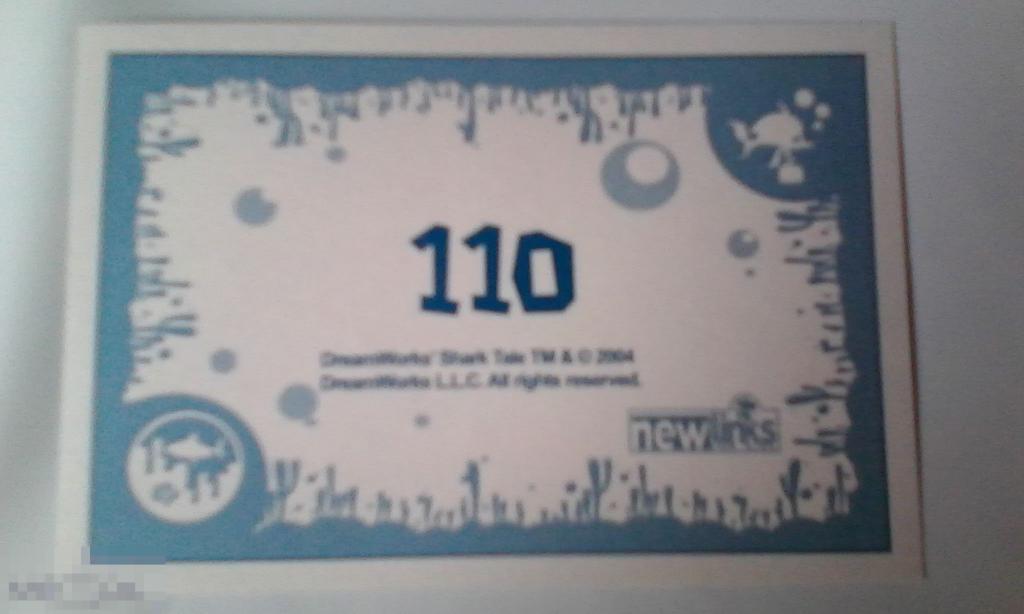 110
DreamWorks' Shark Tale TM & © 2004
DreamWorks L.L.C. All rights reserved.
newlinks